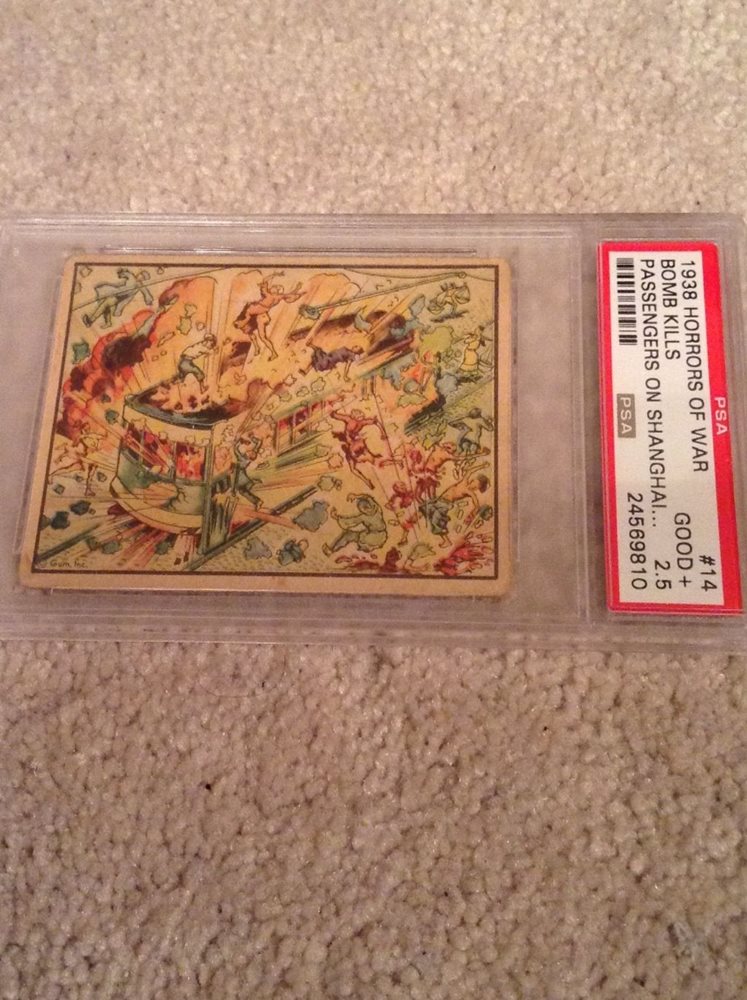 PSA
1938 HORRORS OF WAR #14
BOMB KILLS GOOD + 
PASSENGERS ON SHANGHAI... 2.5
PSA 24569810
© Gum, Inc.